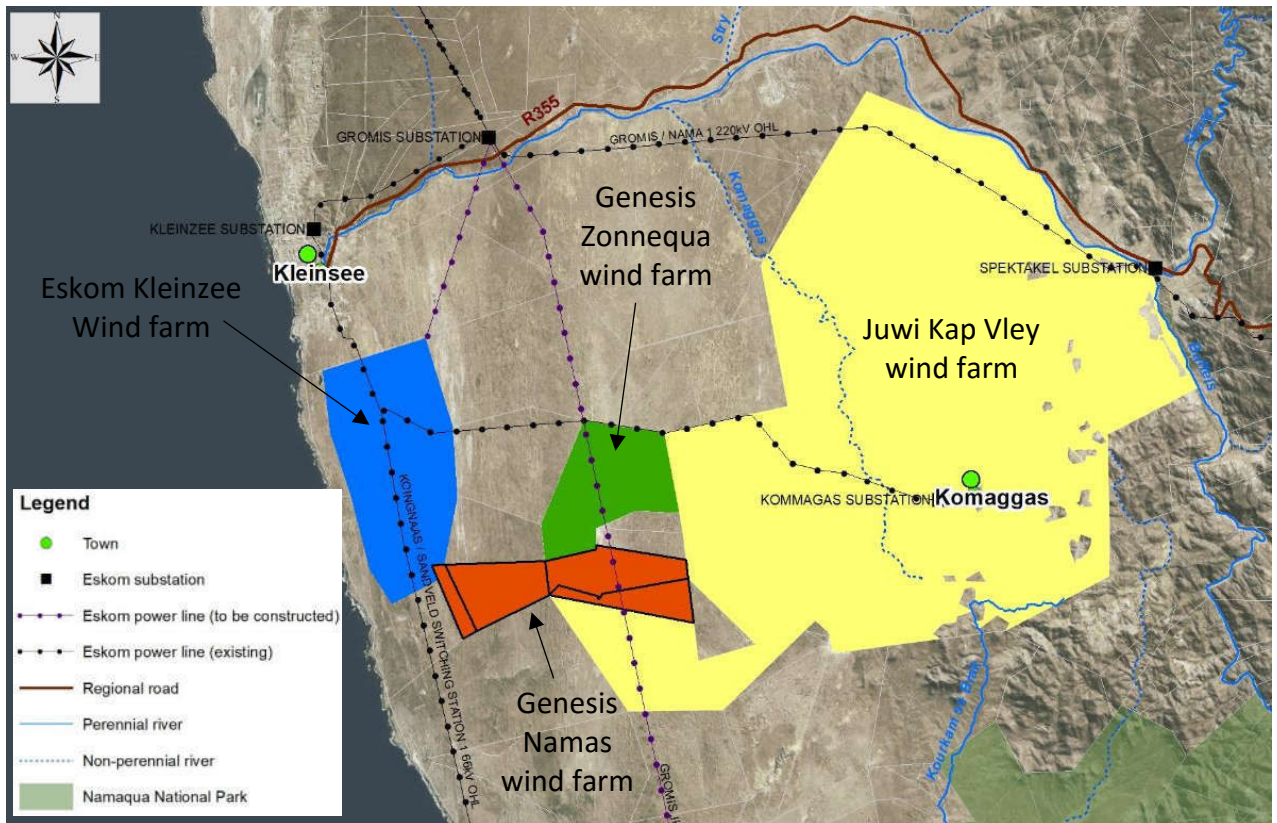 N
W
E
S
Stry
R355
GROMIS SUBSTATION
GROMIS / NAMA 1 220kV OHL
Komaggas
Genesis
Zonnequa
wind farm
KLEINZEE SUBSTATION
Kleinsee
SPEKTAKEL SUBSTATION
Eskom Kleinzee
Wind farm
Juwi Kap Vley
wind farm
Buffels
KOINGNAAS / SANDVELD SWITCHING STATION 1 66kV OHL
KOMMAGAS SUBSTATION
Komaggas
Genesis
Namas
wind farm
Legend
Town
Eskom substation
Eskom power line (to be constructed)
Eskom power line (existing)
Regional road
Perennial river
Non-perennial river
Namaqua National Park